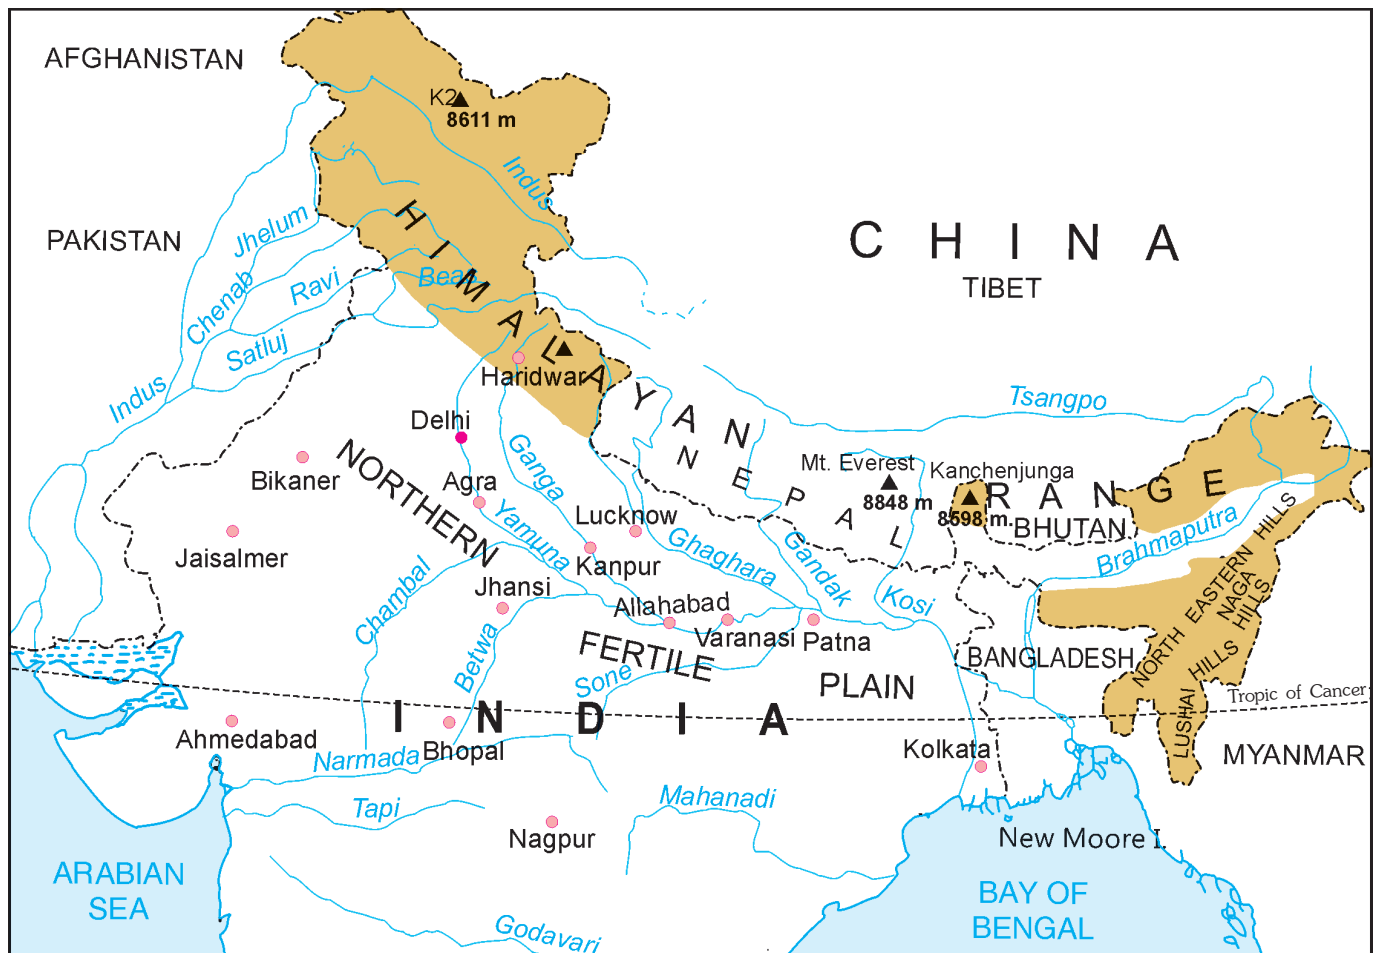 AFGHANISTAN
K2
8611 m
Indus
PAKISTAN
Jhelum
Chenab
Ravi
Beas
Satluj
Indus
HIMALAYAN RANGE
CHINA
TIBET
Haridwar
Delhi
Bikaner
Agra
Jaisalmer
NORTHERN
Ganga
Yamuna
Lucknow
Kanpur
Ghaghara
Gandak
Kosi
NEPAL
Mt. Everest
8848 m
Kanchenjunga
8598 m.
Tsangpo
BHUTAN
Brahmaputra
NORTH EASTERN HILLS
NAGA
HILLS
HILLS
LUSHAI
Chambal
Jhansi
Betwa
Allahabad
Varanasi
Patna
FERTILE
Sone
PLAIN
BANGLADESH
Tropic of Cancer
INDIA
Ahmedabad
Bhopal
Narmada
Kolkata
MYANMAR
Tapi
Nagpur
Mahanadi
New Moore I.
ARABIAN
SEA
BAY OF
BENGAL
Godavari